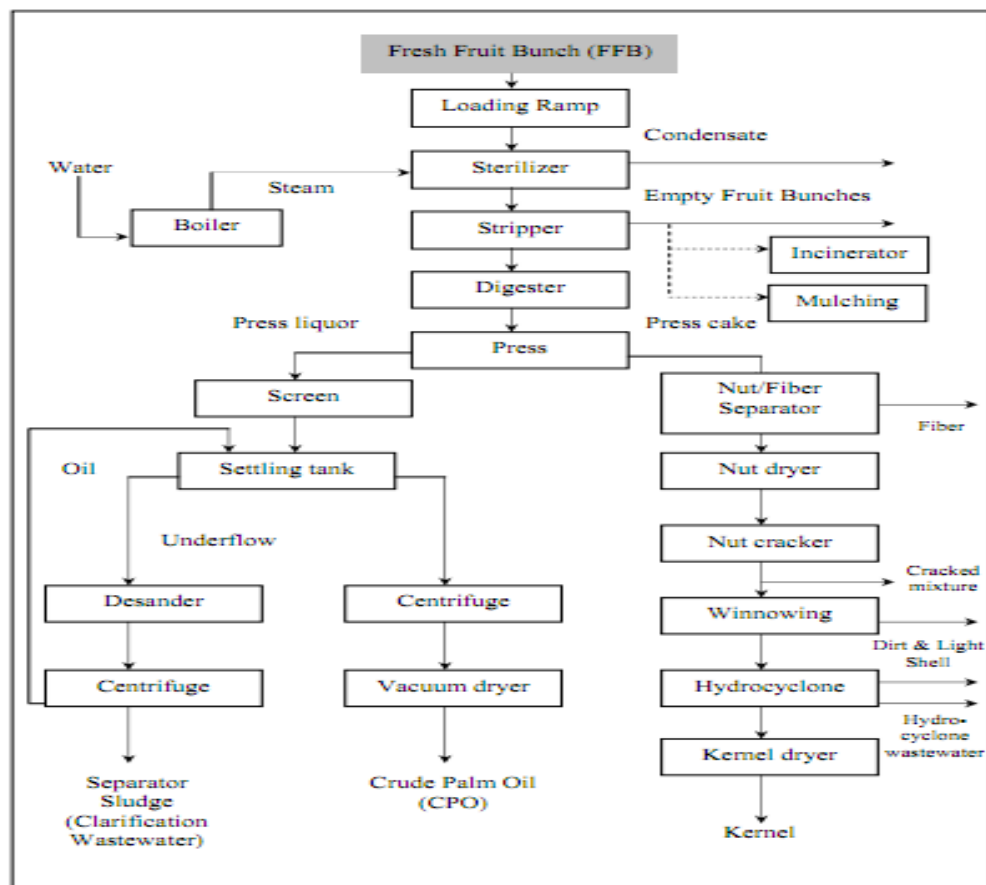 Fresh Fruit Bunch (FFB)
Loading Ramp
Condensate
Water
Steam
Sterilizer
Empty Fruit Bunches
Boiler
Stripper
Incinerator
Digester
Mulching
Press liquor
Press cake
Press
Screen
Nut/Fiber
Separator
Fiber
Oil
Settling tank
Nut dryer
Underflow
Nut cracker
Cracked
mixture
Desander
Centrifuge
Winnowing
Dirt & Light
Shell
Centrifuge
Vacuum dryer
Hydrocyclone
Hydro-
cyclone
wastewater
Kernel dryer
Separator
Sludge
(Clarification
Wastewater)
Crude Palm Oil
(CPO)
Kernel